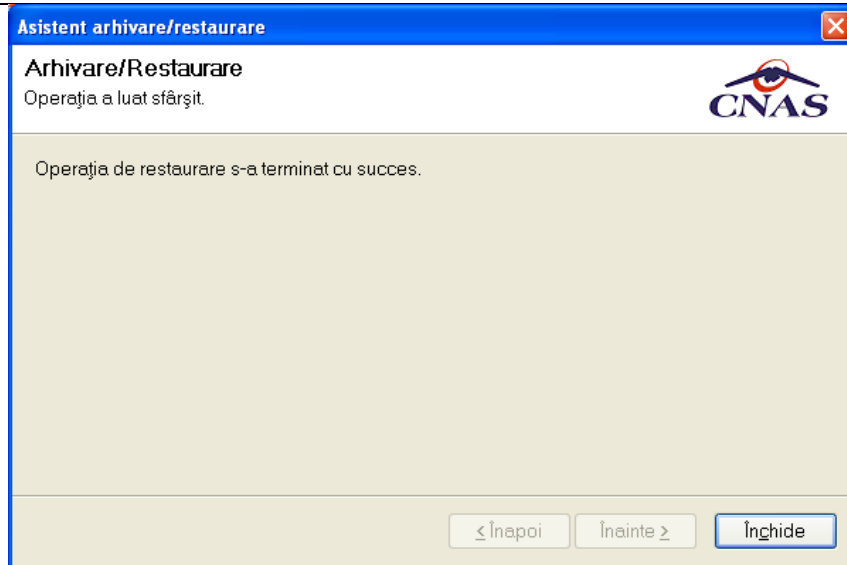 Asistent arhivare/restaurare
Arhivare/Restaurare
Operaţia a luat sfârşit.
CNAS
Operaţia de restaurare s-a terminat cu succes.
< Înapoi
Înainte >
Închide